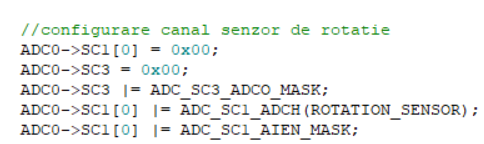 //configurare canal senzor de rotatie
ADC0->SC1[0] = 0x00;
ADC0->SC3 = 0x00;
ADC0->SC3 |= ADC_SC3_ADCO_MASK;
ADC0->SC1[0] |= ADC_SC1_ADCH(ROTATION_SENSOR);
ADC0->SC1[0] |= ADC_SC1_AIEN_MASK;